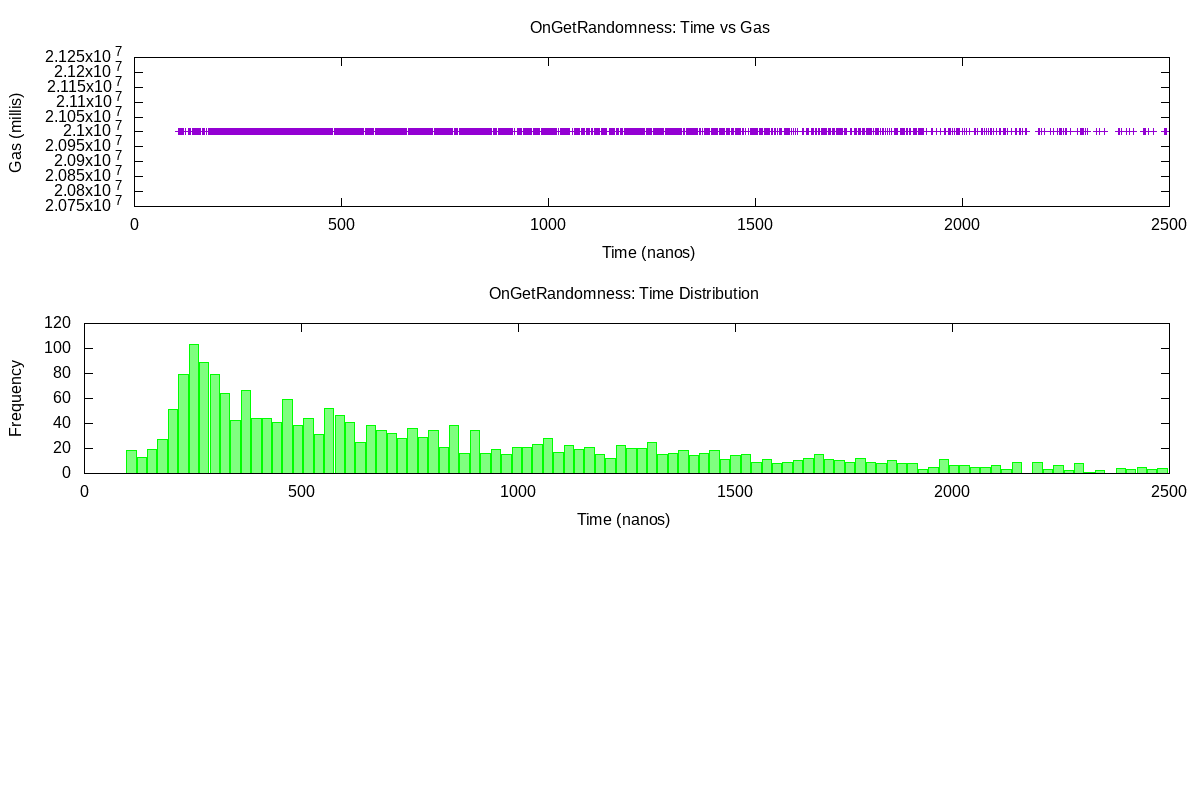 OnGetRandomness: Time vs Gas
2.125x10 7
2.12x10 7
2.115x10 7
2.11x10 7
2.105x10 7
2.1x10 7
2.095x10 7
2.09x10 7
2.085x10 7
2.08x10 7
2.075x10 7
Gas (millis)
0 500 1000 1500 2000 2500
Time (nanos)
OnGetRandomness: Time Distribution
120
100
80
60
40
20
0
Frequency
0 500 1000 1500 2000 2500
Time (nanos)